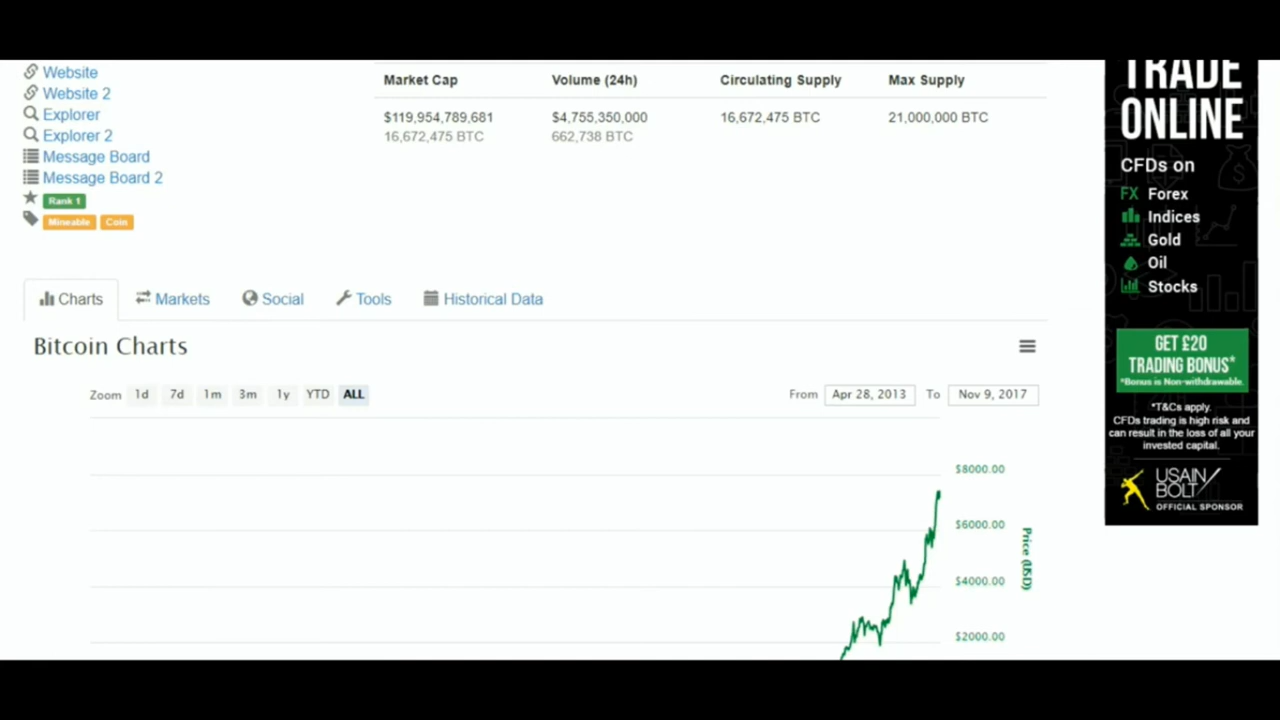 Website
Website 2
Explorer
Explorer 2
Message Board
Message Board 2
Rank 1
Mineable Coin
Market Cap Volume (24h) Circulating Supply Max Supply
$119,954,789,681 $4,755,350,000 16,672,475 BTC 21,000,000 BTC
16,672,475 BTC 662,738 BTC
Charts Markets Social Tools Historical Data
Bitcoin Charts
Zoom 1d 7d 1m 3m 1y YTD ALL From Apr 28, 2013 To Nov 9, 2017
$8000.00
$6000.00
$4000.00
$2000.00
Price (USD)
TRADE
ONLINE
CFDs on
FX Forex
Indices
Gold
Oil
Stocks
GET £20
TRADING BONUS*
*Bonus is Non-withdrawable.
*T&Cs apply.
CFDs trading is high risk and
can result in the loss of all your
invested capital.
USAIN
BOLT
OFFICIAL SPONSOR